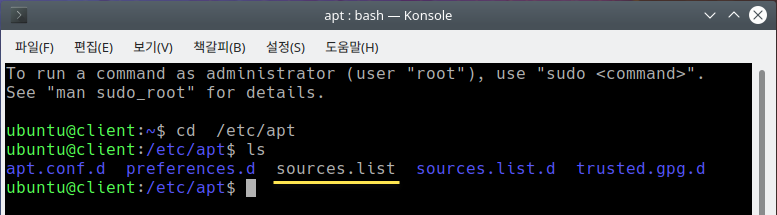 apt : bash — Konsole
파일(F) 편집(E) 보기(V) 책갈피(B) 설정(S) 도움말(H)
To run a command as administrator (user "root"), use "sudo <command>".
See "man sudo_root" for details.
ubuntu@client:~$ cd  /etc/apt
ubuntu@client:/etc/apt$ ls
apt.conf.d  preferences.d  sources.list  sources.list.d  trusted.gpg.d
ubuntu@client:/etc/apt$